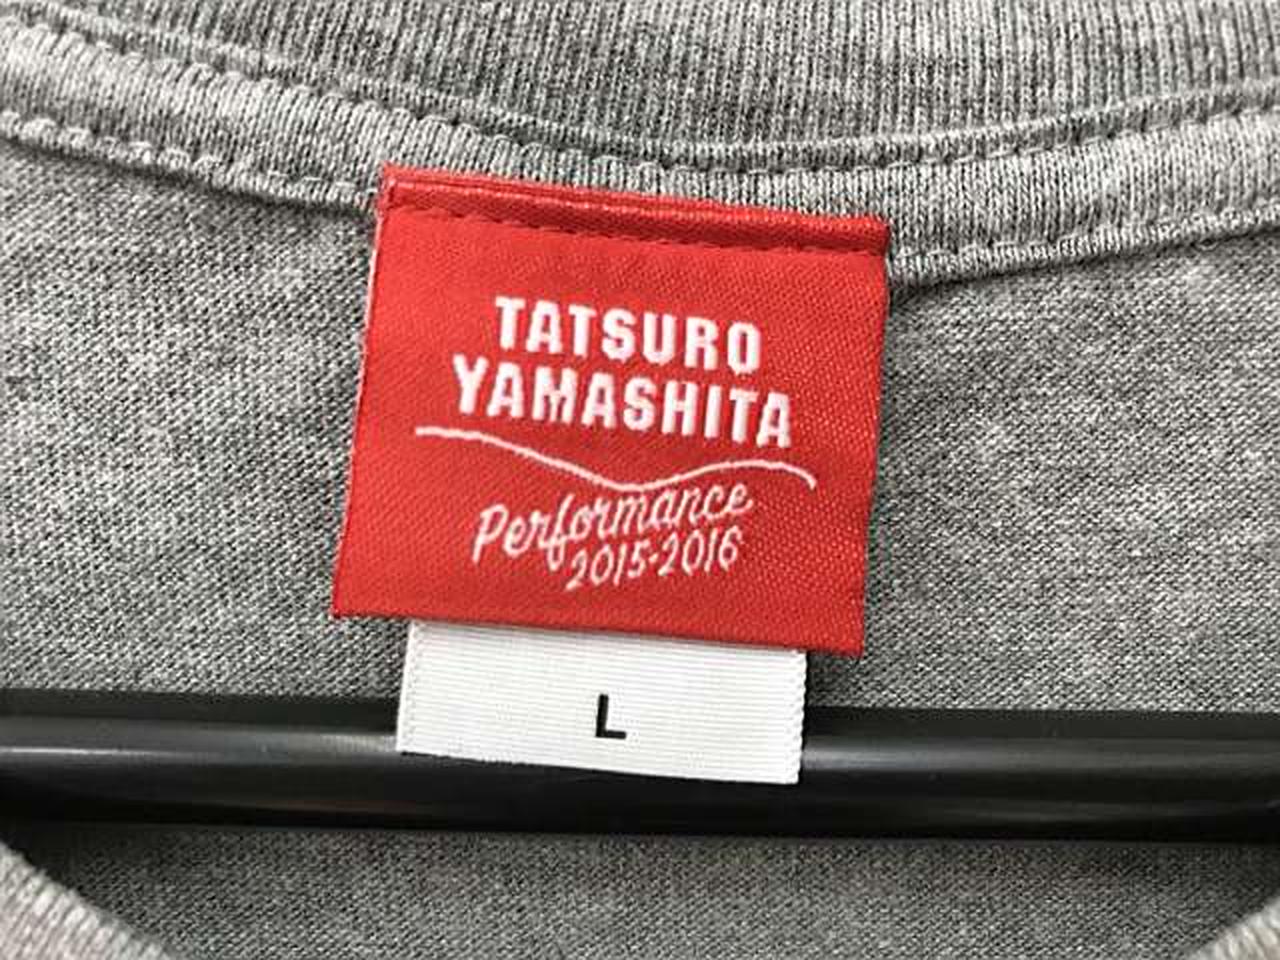 TATSURO
YAMASHITA
Performance
2015-2016
L